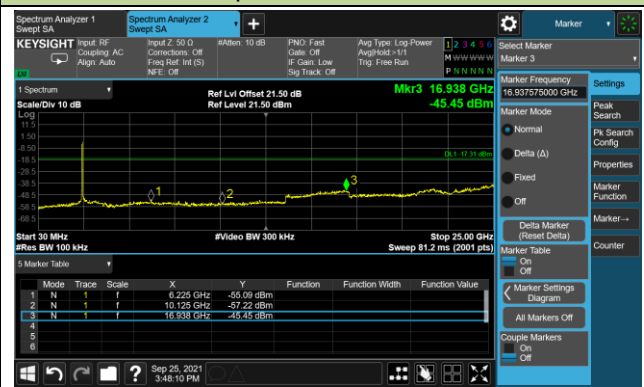 Spectrum Analyzer 1
Swept SA
Spectrum Analyzer 2
Swept SA
Marker
KEYSIGHT
Input: RF
Coupling: AC
Align: Auto
Input Z: 50 Ω
Corrections: Off
Freq Ref: Int (S)
NFE: Off
#Atten: 10 dB
PNO: Fast
Gate: Off
IF Gain: Low
Sig Track: Off
Avg Type: Log-Power
Avg|Hold:>1/1
Trig: Free Run
1 2 3 4 5 6
M W W W W W
P N N N N N
Select Marker
Marker 3
LXI
1 Spectrum
Scale/Div 10 dB
Log
Ref Lvl Offset 21.50 dB
Ref Level 21.50 dBm
Mkr3 16.938 GHz
-45.45 dBm
11.5
1.50
-8.50
-18.5
-28.5
-38.5
-48.5
-58.5
-68.5
DL1 -17.31 dBm
1
2
3
Start 30 MHz
#Res BW 100 kHz
#Video BW 300 kHz
Stop 25.00 GHz
Sweep 81.2 ms (2001 pts)
5 Marker Table
Mode Trace Scale X Y Function Function Width Function Value
1 N 1 f 6.225 GHz -55.09 dBm
2 N 1 f 10.125 GHz -57.22 dBm
3 N 1 f 16.938 GHz -45.45 dBm
4
5
6
Marker Frequency
16.937575000 GHz
Marker Mode
Normal
Delta (Δ)
Fixed
Off
Delta Marker
(Reset Delta)
Marker Table
On
Off
Marker Settings
Diagram
All Markers Off
Couple Markers
On
Off
Settings
Peak
Search
Pk Search
Config
Properties
Marker
Function
Marker→
Counter
Sep 25, 2021
3:48:10 PM